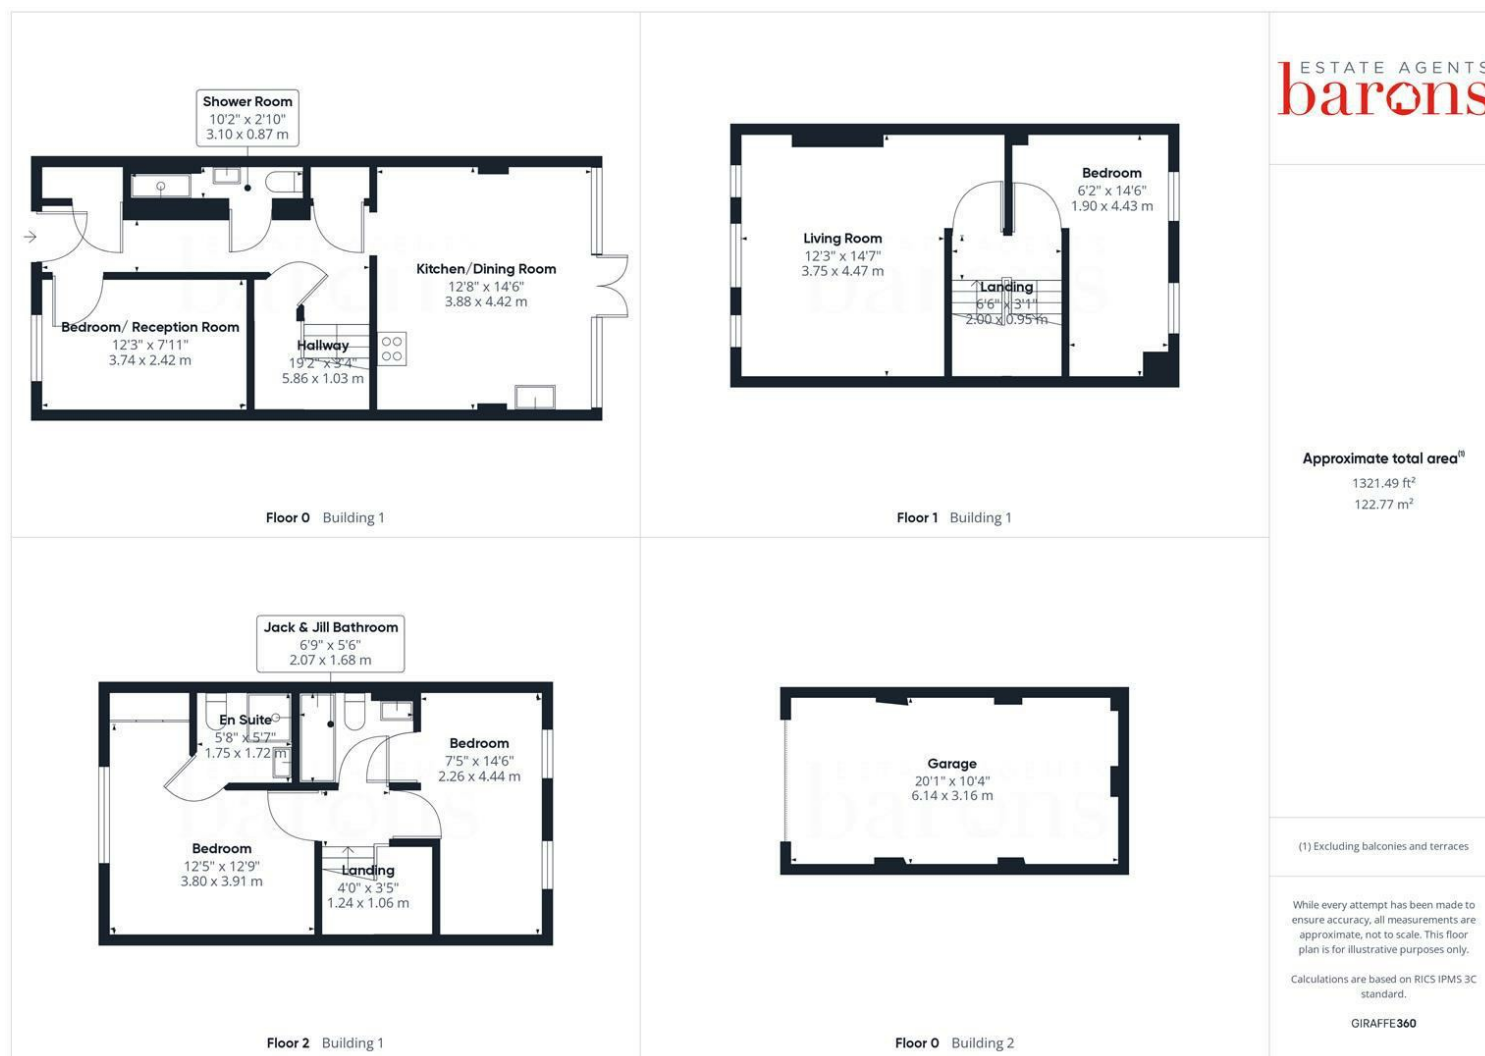 Shower Room
10'2" x 2'10"
3.10 x 0.87 m
Kitchen/Dining Room
12'8" x 14'6"
3.88 x 4.42 m
Bedroom/ Reception Room
12'3" x 7'11"
3.74 x 2.42 m
Hallway
19'2" x 3'4"
5.86 x 1.03 m
Floor 0 Building 1
Bedroom
6'2" x 14'6"
1.90 x 4.43 m
Living Room
12'3" x 14'7"
3.75 x 4.47 m
Landing
6'6" x 3'1"
2.00 x 0.95 m
Floor 1 Building 1
Jack & Jill Bathroom
6'9" x 5'6"
2.07 x 1.68 m
En Suite
5'8" x 5'7"
1.75 x 1.72 m
Bedroom
7'5" x 14'6"
2.26 x 4.44 m
Bedroom
12'5" x 12'9"
3.80 x 3.91 m
Landing
4'0" x 3'5"
1.24 x 1.06 m
Floor 2 Building 1
Garage
20'1" x 10'4"
6.14 x 3.16 m
Floor 0 Building 2
ESTATE AGENTS
barons
Approximate total area(1)
1321.49 ft²
122.77 m²
(1) Excluding balconies and terraces
While every attempt has been made to
ensure accuracy, all measurements are
approximate, not to scale. This floor
plan is for illustrative purposes only.
Calculations are based on RICS IPMS 3C
standard.
GIRAFFE360